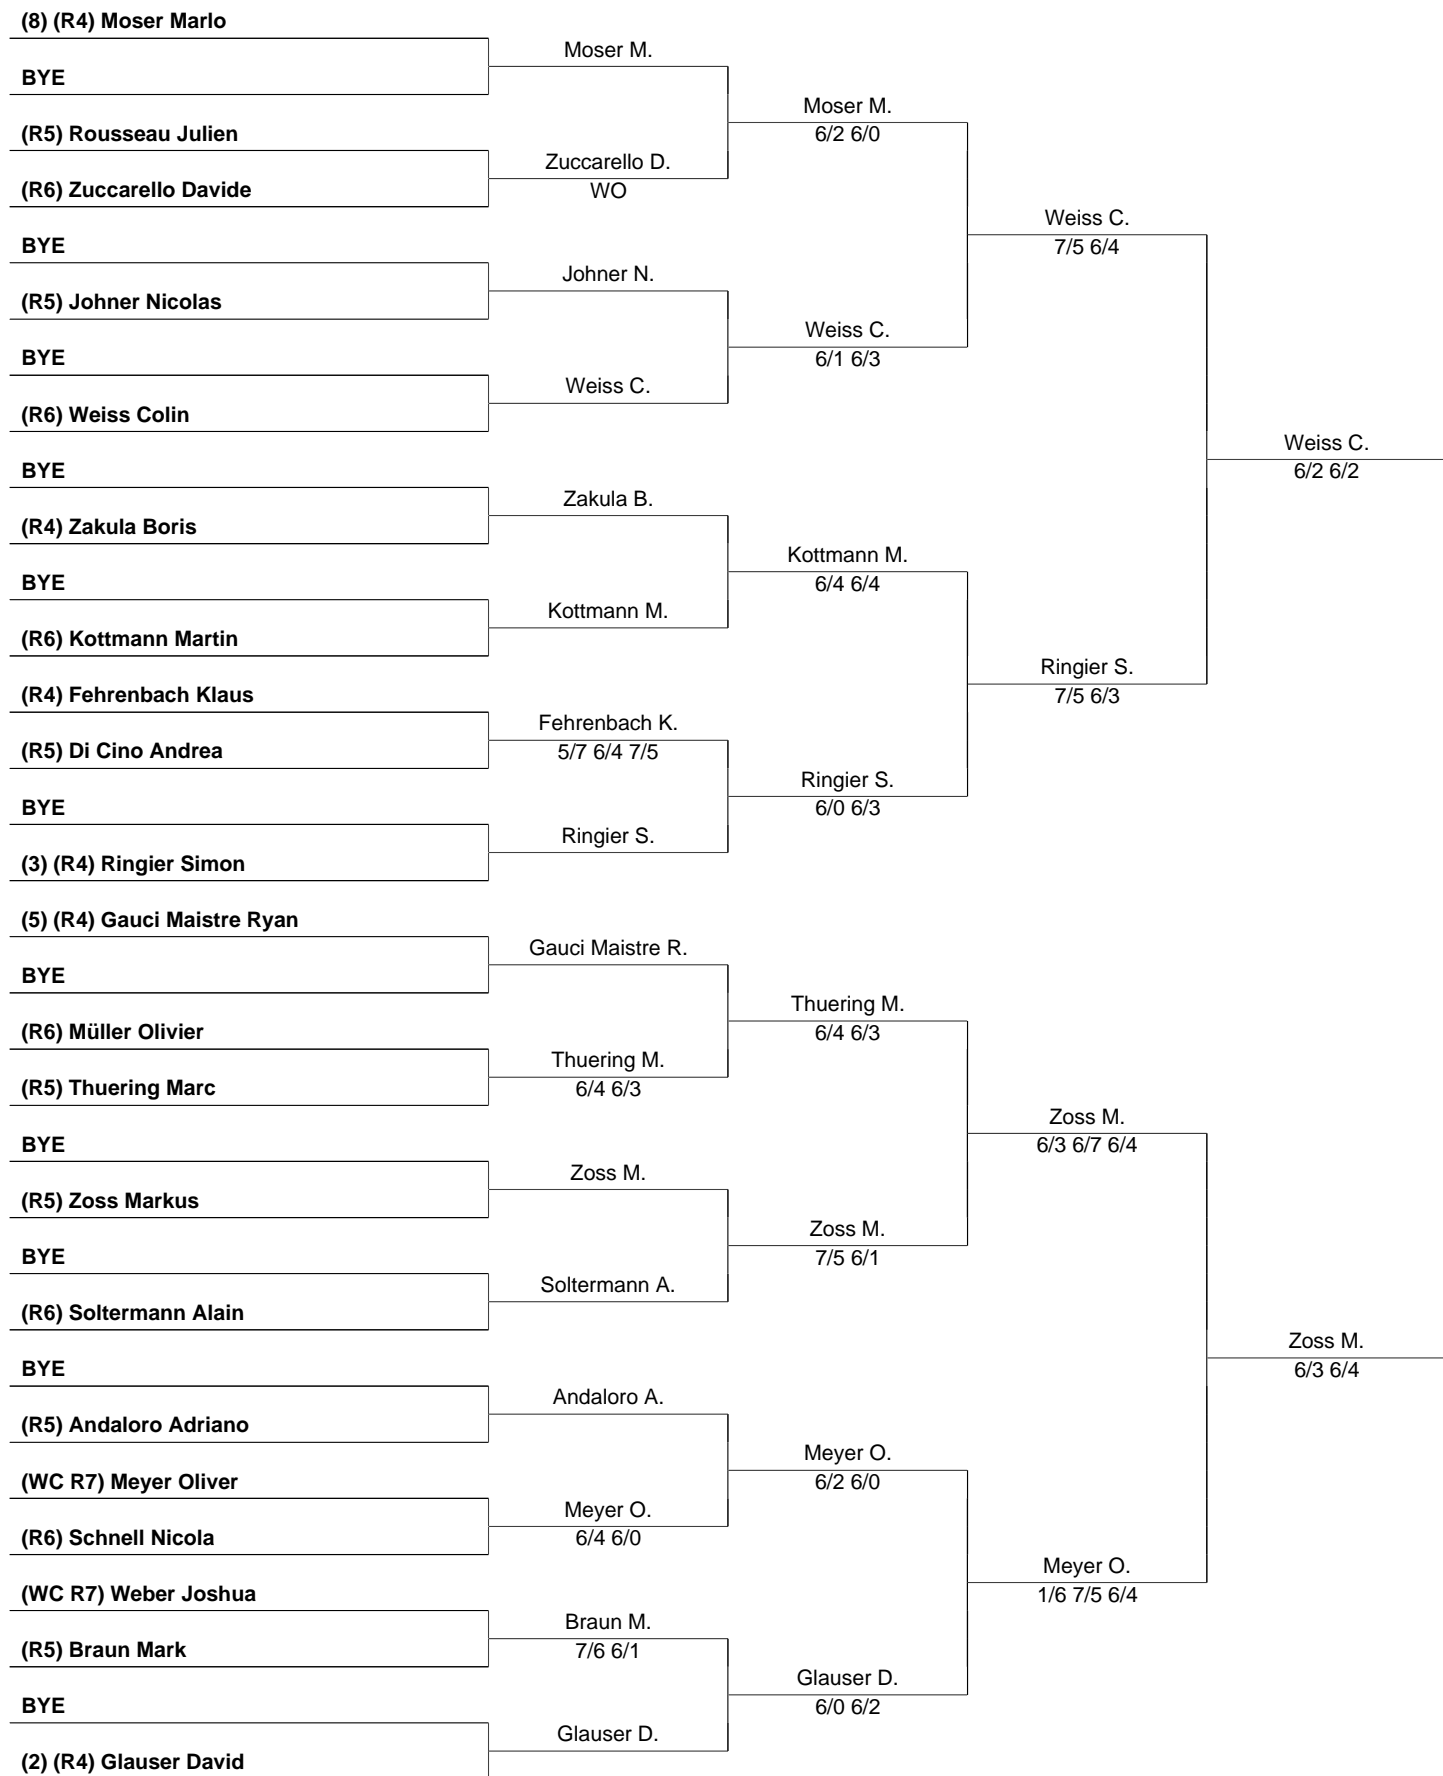 (8) (R4) Moser Marlo
Moser M.
BYE
Moser M.
6/2 6/0
(R5) Rousseau Julien
Zuccarello D.
WO
(R6) Zuccarello Davide
Weiss C.
7/5 6/4
BYE
Johner N.
(R5) Johner Nicolas
Weiss C.
6/1 6/3
BYE
Weiss C.
(R6) Weiss Colin
Weiss C.
6/2 6/2
BYE
Zakula B.
(R4) Zakula Boris
Kottmann M.
6/4 6/4
BYE
Kottmann M.
(R6) Kottmann Martin
Ringier S.
7/5 6/3
(R4) Fehrenbach Klaus
Fehrenbach K.
5/7 6/4 7/5
(R5) Di Cino Andrea
Ringier S.
6/0 6/3
BYE
Ringier S.
(3) (R4) Ringier Simon
(5) (R4) Gauci Maistre Ryan
Gauci Maistre R.
BYE
Thuering M.
6/4 6/3
(R6) Müller Olivier
Thuering M.
6/4 6/3
(R5) Thuering Marc
Zoss M.
6/3 6/7 6/4
BYE
Zoss M.
(R5) Zoss Markus
Zoss M.
7/5 6/1
BYE
Soltermann A.
(R6) Soltermann Alain
Zoss M.
6/3 6/4
BYE
Andaloro A.
(R5) Andaloro Adriano
Meyer O.
6/2 6/0
(WC R7) Meyer Oliver
Meyer O.
6/4 6/0
(R6) Schnell Nicola
Meyer O.
1/6 7/5 6/4
(WC R7) Weber Joshua
Braun M.
7/6 6/1
(R5) Braun Mark
Glauser D.
6/0 6/2
BYE
Glauser D.
(2) (R4) Glauser David